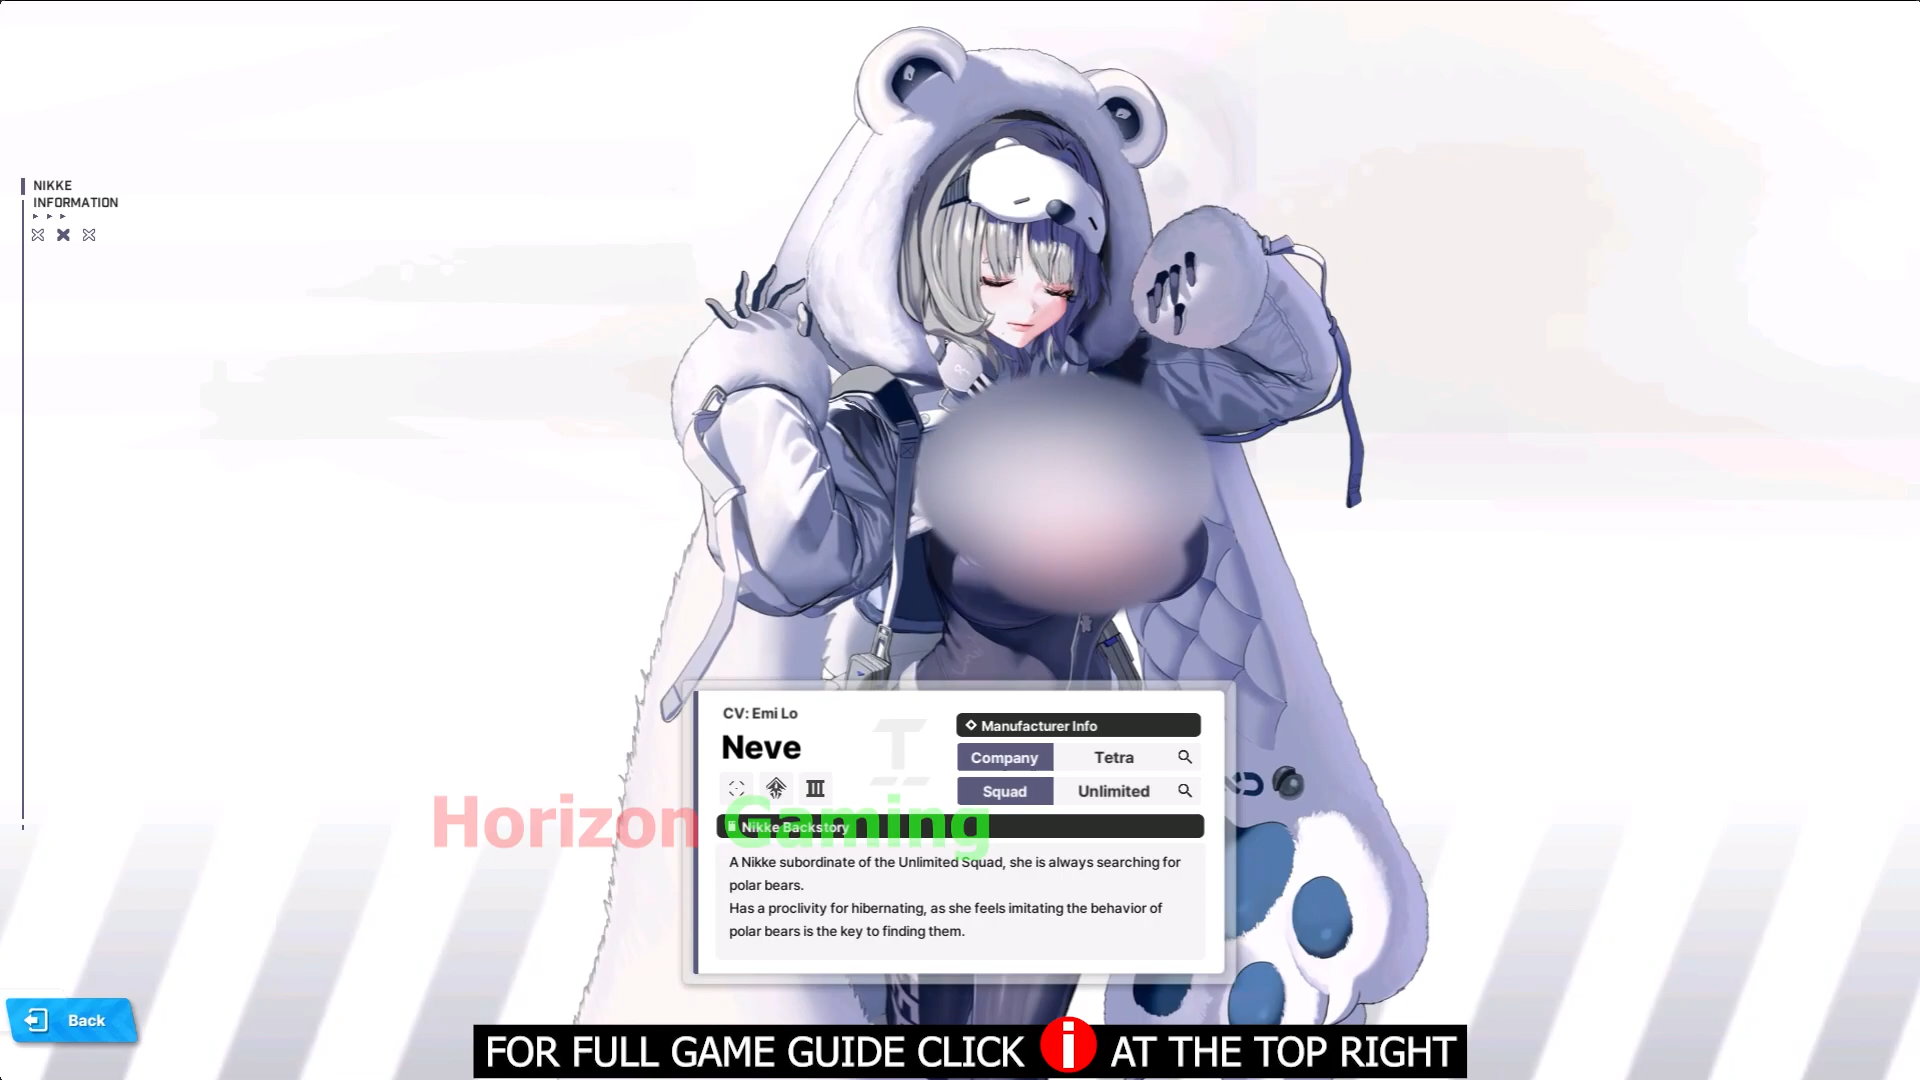 NIKKE
INFORMATION
CV: Emi Lo
Neve
Manufacturer Info
Company Tetra
Squad Unlimited
Horizon Gaming
Nikke Backstory
A Nikke subordinate of the Unlimited Squad, she is always searching for
polar bears.
Has a proclivity for hibernating, as she feels imitating the behavior of
polar bears is the key to finding them.
Back
FOR FULL GAME GUIDE CLICK i AT THE TOP RIGHT